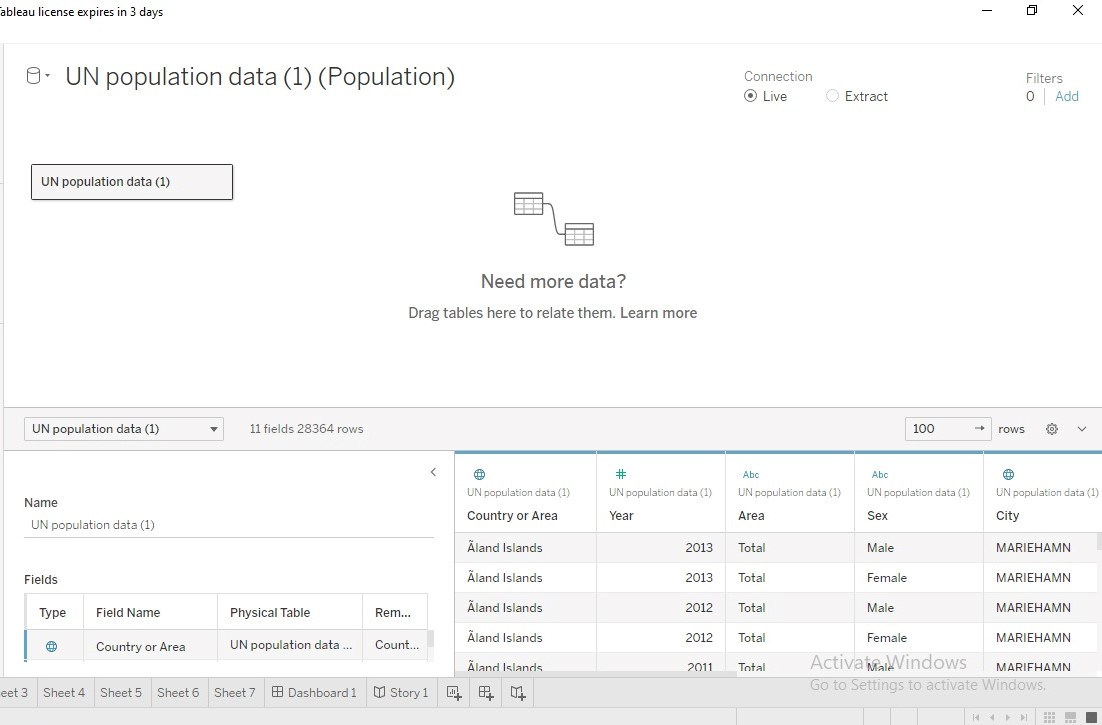 Tableau license expires in 3 days
UN population data (1) (Population)
Connection
Live
Extract
Filters
0
Add
UN population data (1)
Need more data?
Drag tables here to relate them. Learn more
UN population data (1)
11 fields 28364 rows
100
rows
Name
UN population data (1)
Fields
Type Field Name Physical Table Rem...
Country or Area UN population data ... Count...
Abc Abc
UN population data (1) UN population data (1) UN population data (1) UN population data (1) UN population data (1)
Country or Area Year Area Sex City
Ãland Islands 2013 Total Male MARIEHAMN
Ãland Islands 2013 Total Female MARIEHAMN
Ãland Islands 2012 Total Male MARIEHAMN
Ãland Islands 2012 Total Female MARIEHAMN
Ãland Islands 2011 Total Male MARIEHAMN
Activate Windows
Go to Settings to activate Windows.
eet 3 Sheet 4 Sheet 5 Sheet 6 Sheet 7 Dashboard 1 Story 1